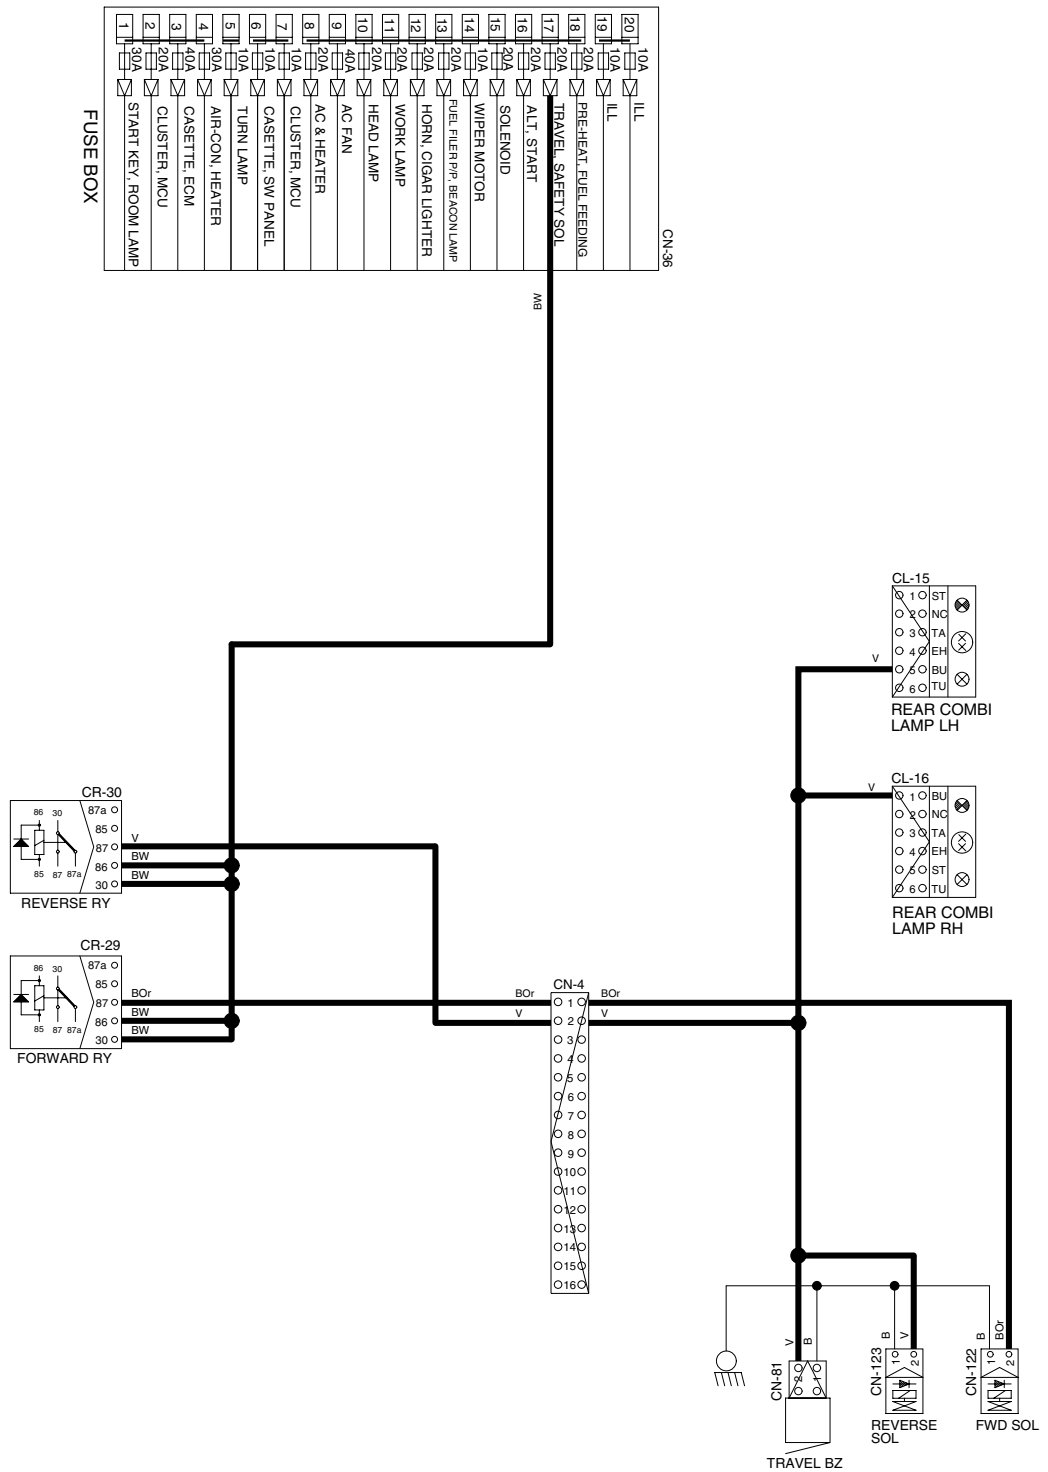 FUSE BOX
CN-36
1 30A START KEY, ROOM LAMP
2 20A CLUSTER, MCU
3 40A CASETTE, ECM
4 30A AIR-CON, HEATER
5 10A TURN LAMP
6 10A CASETTE, SW PANEL
7 10A CLUSTER, MCU
8 20A AC & HEATER
9 40A AC FAN
10 20A HEAD LAMP
11 20A WORK LAMP
12 20A HORN, CIGAR LIGHTER
13 20A FUEL FILER P/P, BEACON LAMP
14 10A WIPER MOTOR
15 20A SOLENOID
16 20A ALT, START
17 20A TRAVEL, SAFETY SOL
18 20A PRE-HEAT, FUEL FEEDING
19 10A ILL
20 10A ILL
BW
CL-15
1 ST
2 NC
3 TA
4 EH
V
5 BU
6 TU
REAR COMBI
LAMP LH
CL-16
V
1 BU
2 NC
3 TA
4 EH
5 ST
6 TU
REAR COMBI
LAMP RH
CR-30
86 30
85 87 87a
87a
85
87 V
86 BW
30 BW
REVERSE RY
CR-29
86 30
85 87 87a
87a
85
87 BOr
86 BW
30 BW
FORWARD RY
CN-4
BOr 1 BOr
V 2 V
3
4
5
6
7
8
9
10
11
12
13
14
15
16
V B
CN-81
2 1
TRAVEL BZ
B V
CN-123
1 2
REVERSE
SOL
B BOr
CN-122
1 2
FWD SOL